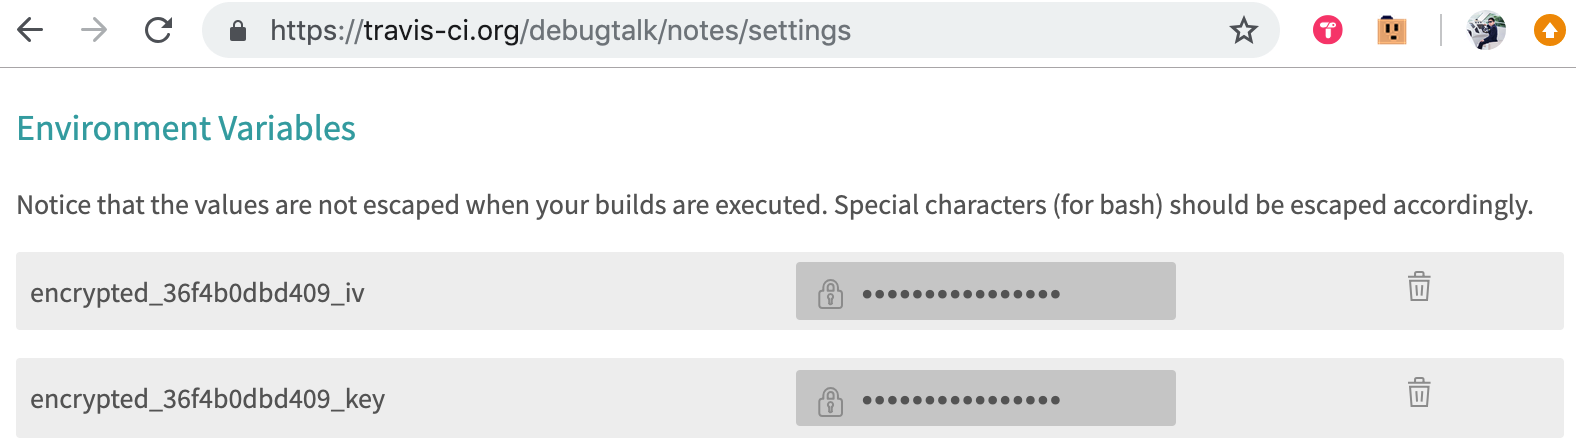 https://travis-ci.org/debugtalk/notes/settings
Environment Variables
Notice that the values are not escaped when your builds are executed. Special characters (for bash) should be escaped accordingly.
encrypted_36f4b0dbd409_iv ••••••••••••••••
encrypted_36f4b0dbd409_key ••••••••••••••••